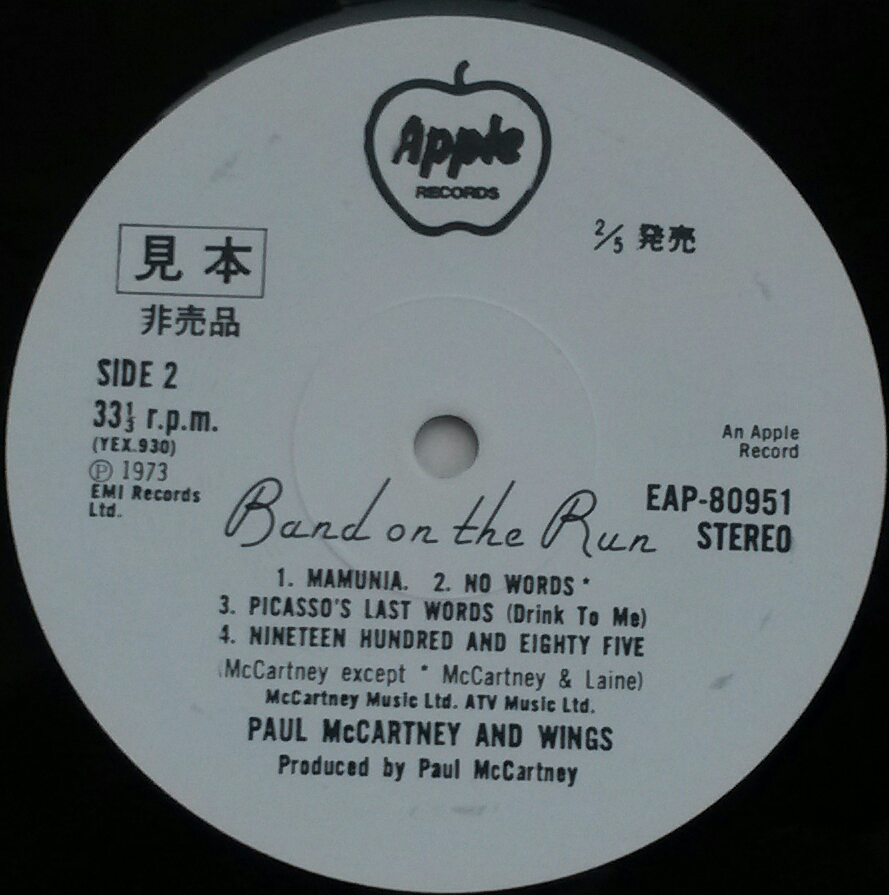 Apple
RECORDS
2/5 発売
見本
非売品
SIDE 2
33⅓ r.p.m.
(YEX.930)
Ⓟ 1973
EMI Records
Ltd.
An Apple
Record
EAP-80951
STEREO
Band on the Run
1. MAMUNIA. 2. NO WORDS *
3. PICASSO'S LAST WORDS (Drink To Me)
4. NINETEEN HUNDRED AND EIGHTY FIVE
(McCartney except * McCartney & Laine)
McCartney Music Ltd. ATV Music Ltd.
PAUL McCARTNEY AND WINGS
Produced by Paul McCartney